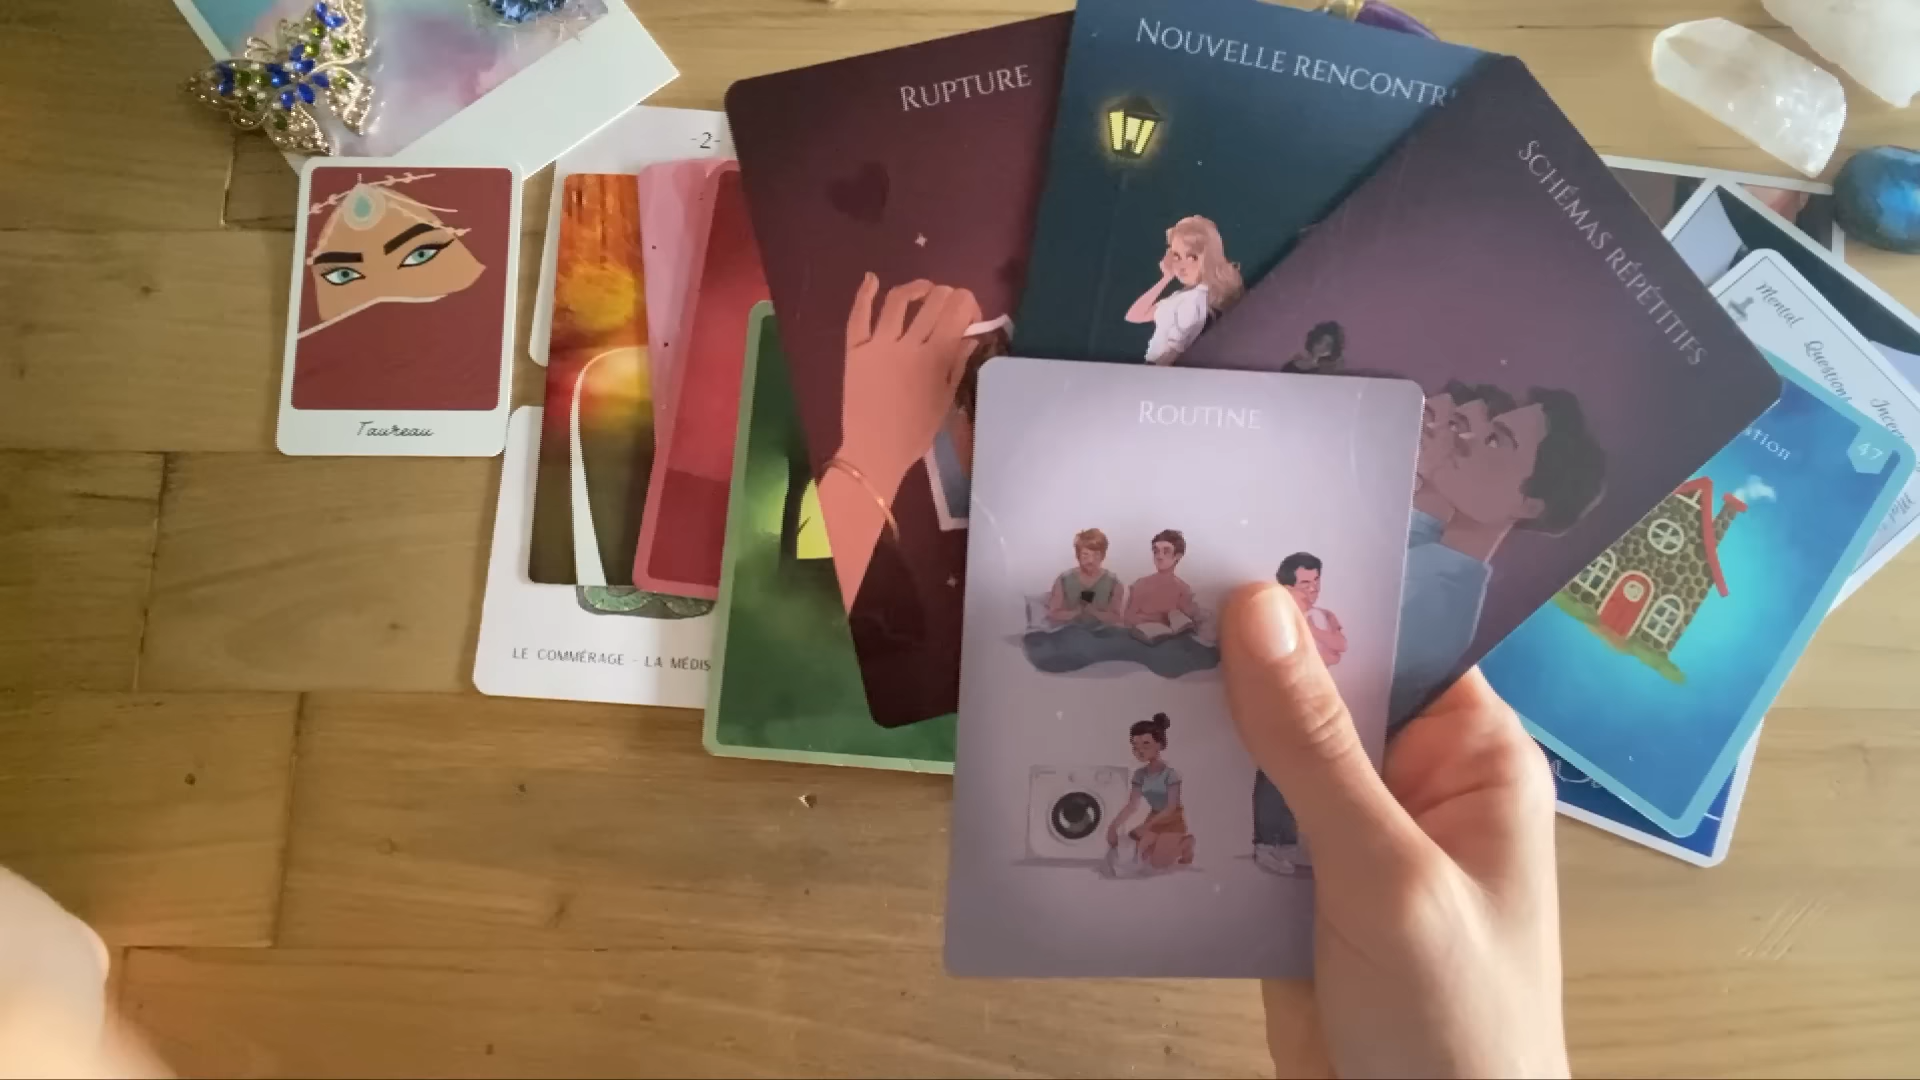 -2-
RUPTURE
NOUVELLE RENCONTR
SCHÉMAS RÉPÉTITIFS
Taureau
LE COMMÉRAGE - LA MÉDIS
ROUTINE
Mental
Question
47